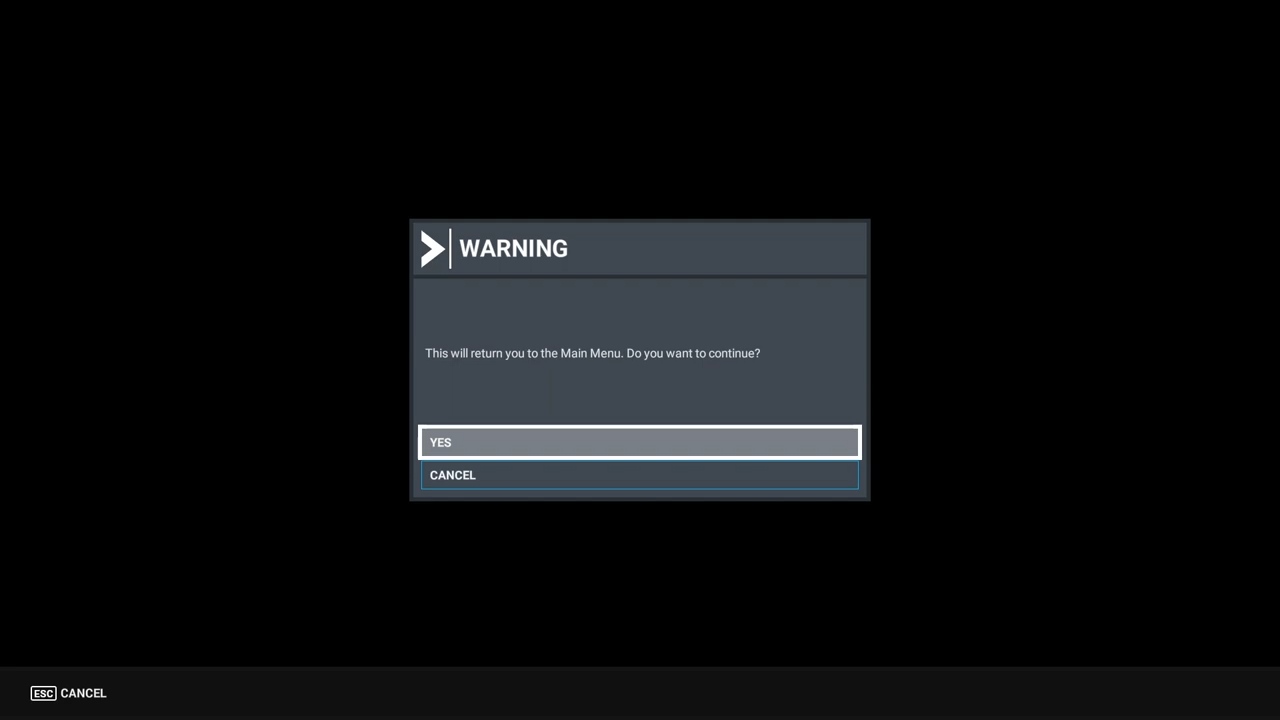 WARNING
This will return you to the Main Menu. Do you want to continue?
YES
CANCEL
ESC CANCEL